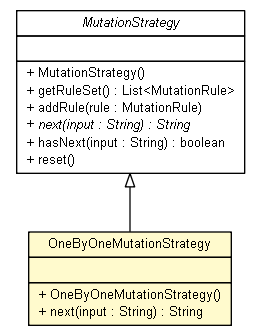 MutationStrategy
+ MutationStrategy()
+ getRuleSet() : List<MutationRule>
+ addRule(rule : MutationRule)
+ next(input : String) : String
+ hasNext(input : String) : boolean
+ reset()
OneByOneMutationStrategy
+ OneByOneMutationStrategy()
+ next(input : String) : String